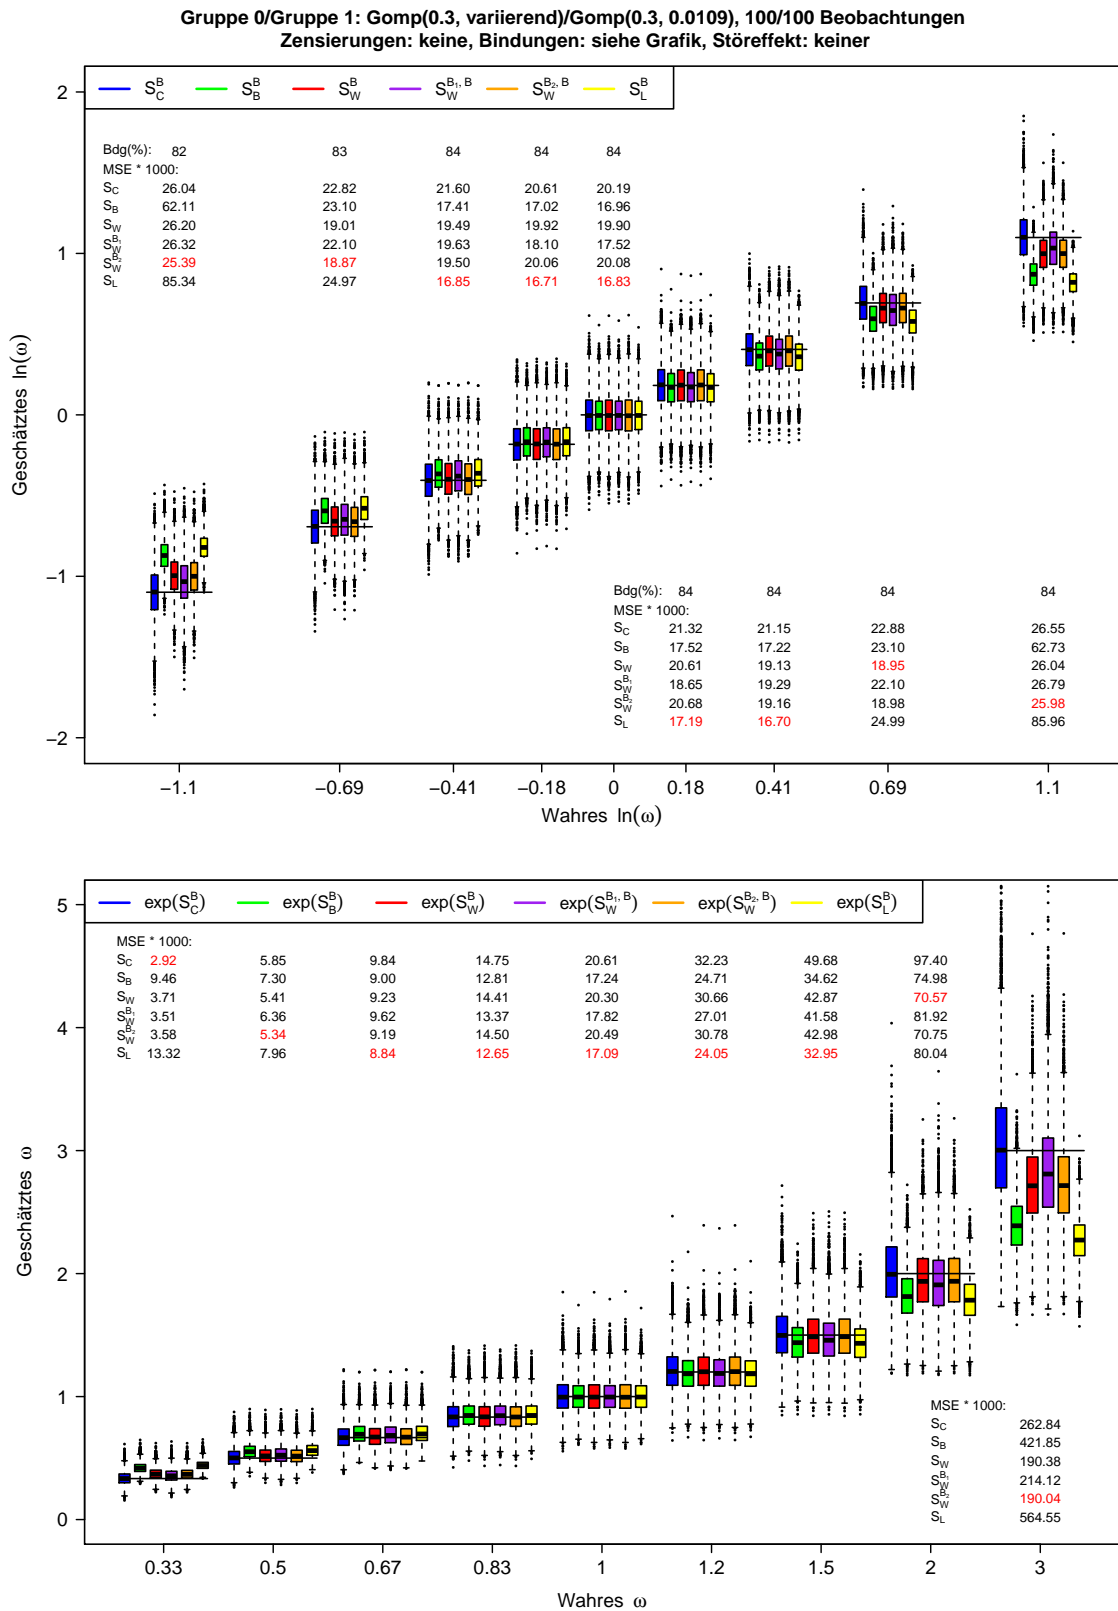 Gruppe 0/Gruppe 1: Gomp(0.3, variierend)/Gomp(0.3, 0.0109), 100/100 Beobachtungen
Zensierungen: keine, Bindungen: siehe Grafik, Störeffekt: keiner
S_C^B S_B^B S_W^B S_W^{B₁, B} S_W^{B₂, B} S_L^B
Bdg(%): 82 83 84 84 84
MSE * 1000:
S_C 26.04 22.82 21.60 20.61 20.19
S_B 62.11 23.10 17.41 17.02 16.96
S_W 26.20 19.01 19.49 19.92 19.90
S_W^{B₁} 26.32 22.10 19.63 18.10 17.52
S_W^{B₂} 25.39 18.87 19.50 20.06 20.08
S_L 85.34 24.97 16.85 16.71 16.83
Bdg(%): 84 84 84 84
MSE * 1000:
S_C 21.32 21.15 22.88 26.55
S_B 17.52 17.22 23.10 62.73
S_W 20.61 19.13 18.95 26.04
S_W^{B₁} 18.65 19.29 22.10 26.79
S_W^{B₂} 20.68 19.16 18.98 25.98
S_L 17.19 16.70 24.99 85.96
2
1
0
−1
−2
Geschätztes ln(ω)
−1.1 −0.69 −0.41 −0.18 0 0.18 0.41 0.69 1.1
Wahres ln(ω)
exp(S_C^B) exp(S_B^B) exp(S_W^B) exp(S_W^{B₁, B}) exp(S_W^{B₂, B}) exp(S_L^B)
MSE * 1000:
S_C 2.92 5.85 9.84 14.75 20.61 32.23 49.68 97.40
S_B 9.46 7.30 9.00 12.81 17.24 24.71 34.62 74.98
S_W 3.71 5.41 9.23 14.41 20.30 30.66 42.87 70.57
S_W^{B₁} 3.51 6.36 9.62 13.37 17.82 27.01 41.58 81.92
S_W^{B₂} 3.58 5.34 9.19 14.50 20.49 30.78 42.98 70.75
S_L 13.32 7.96 8.84 12.65 17.09 24.05 32.95 80.04
MSE * 1000:
S_C 262.84
S_B 421.85
S_W 190.38
S_W^{B₁} 214.12
S_W^{B₂} 190.04
S_L 564.55
5
4
3
2
1
0
Geschätztes ω
0.33 0.5 0.67 0.83 1 1.2 1.5 2 3
Wahres ω